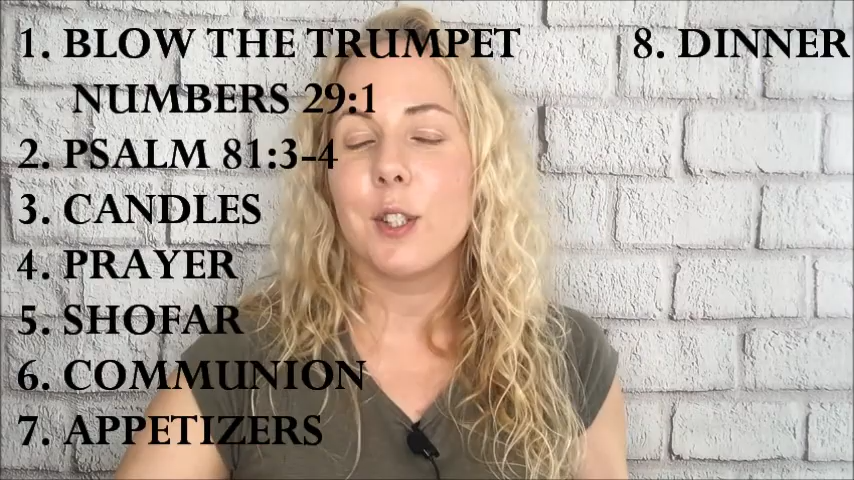 1. BLOW THE TRUMPET
NUMBERS 29:1
2. PSALM 81:3-4
3. CANDLES
4. PRAYER
5. SHOFAR
6. COMMUNION
7. APPETIZERS
8. DINNER